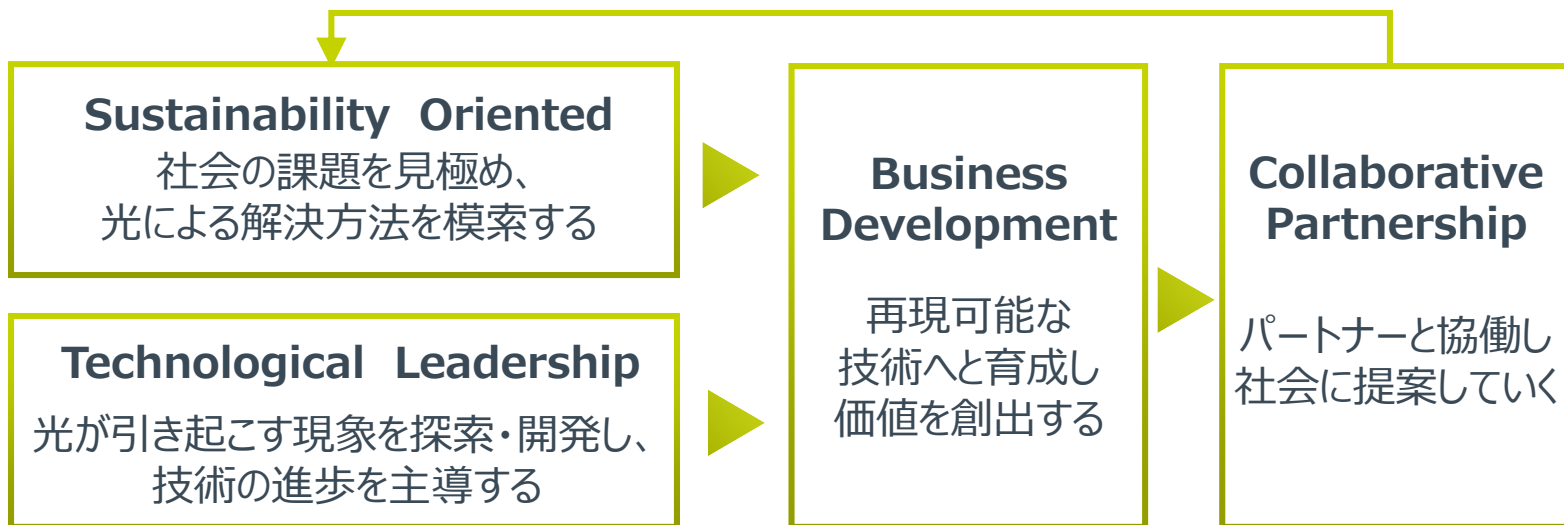 Sustainability Oriented
社会の課題を見極め、
光による解決方法を模索する
Technological Leadership
光が引き起こす現象を探索・開発し、
技術の進歩を主導する
Business
Development
再現可能な
技術へと育成し
価値を創出する
Collaborative
Partnership
パートナーと協働し
社会に提案していく